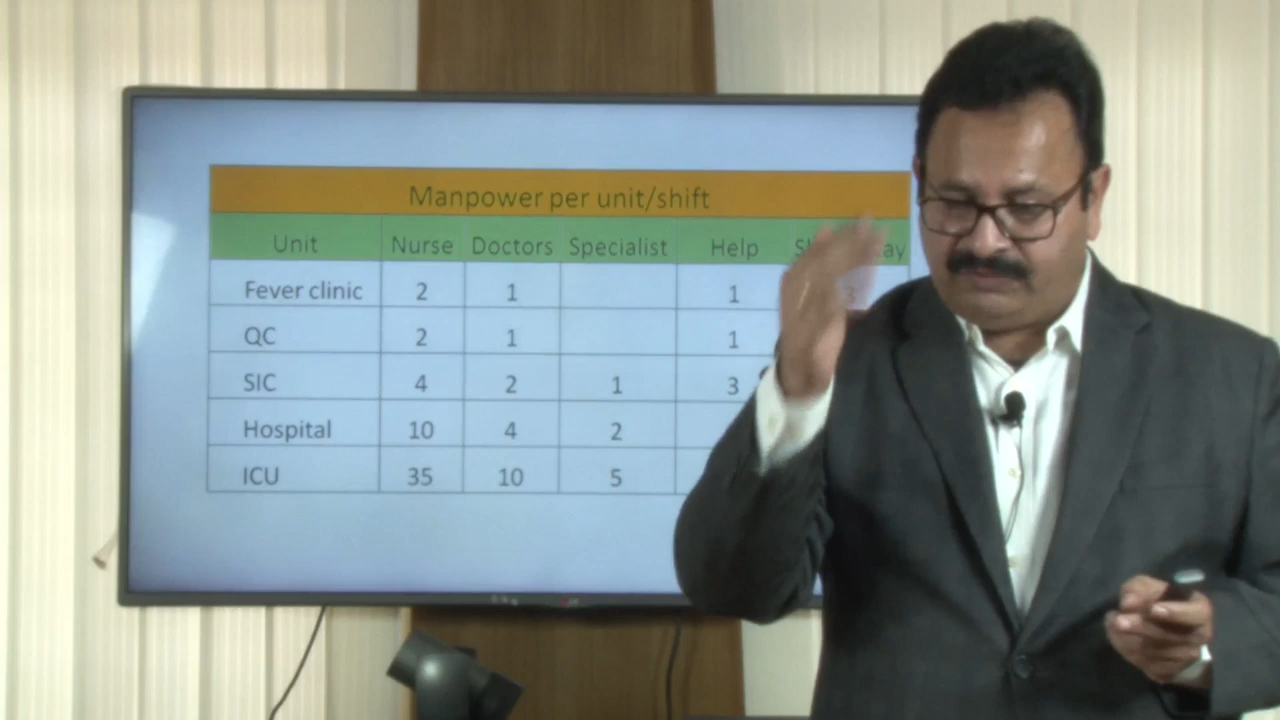 Manpower per unit/shift
Unit Nurse Doctors Specialist Help
Fever clinic 2 1 1
QC 2 1 1
SIC 4 2 1 3
Hospital 10 4 2
ICU 35 10 5